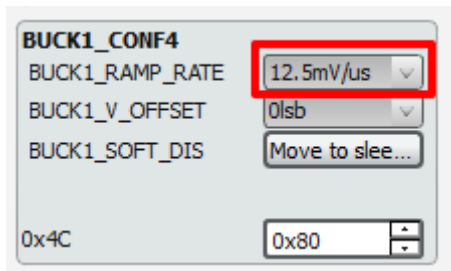 BUCK1_CONF4
BUCK1_RAMP_RATE 12.5mV/us
BUCK1_V_OFFSET 0lsb
BUCK1_SOFT_DIS Move to slee...
0x4C 0x80